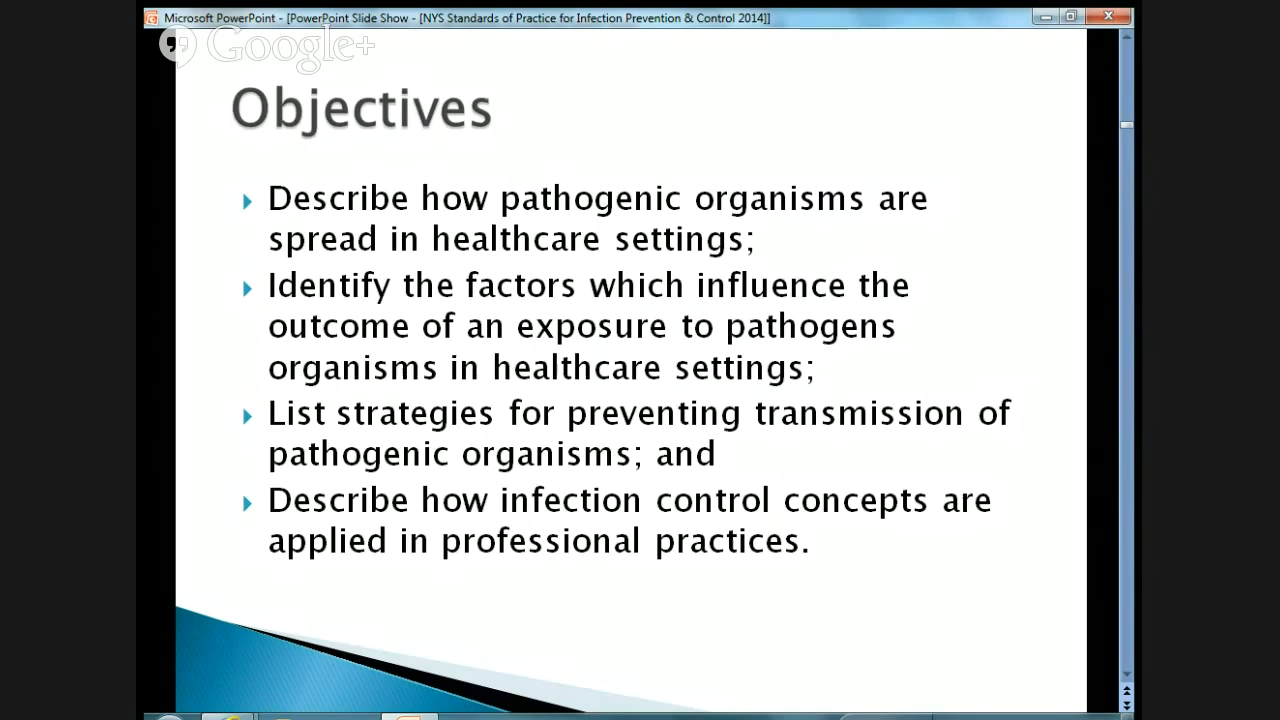 Microsoft PowerPoint - [PowerPoint Slide Show - [NYS Standards of Practice for Infection Prevention & Control 2014]]
Google+
Objectives
Describe how pathogenic organisms are
spread in healthcare settings;
Identify the factors which influence the
outcome of an exposure to pathogens
organisms in healthcare settings;
List strategies for preventing transmission of
pathogenic organisms; and
Describe how infection control concepts are
applied in professional practices.